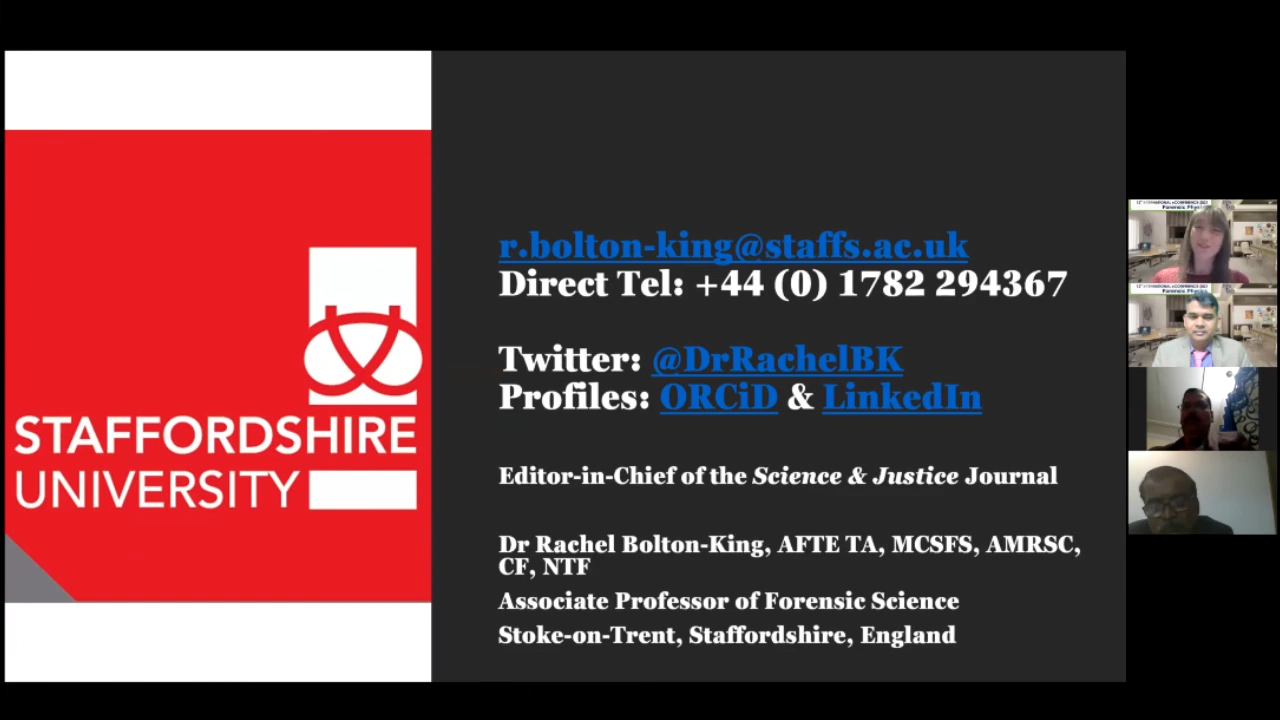 r.bolton-king@staffs.ac.uk
Direct Tel: +44 (0) 1782 294367
Twitter: @DrRachelBK
Profiles: ORCiD & LinkedIn
Editor-in-Chief of the Science & Justice Journal
Dr Rachel Bolton-King, AFTE TA, MCSFS, AMRSC,
CF, NTF
Associate Professor of Forensic Science
Stoke-on-Trent, Staffordshire, England
STAFFORDSHIRE
UNIVERSITY